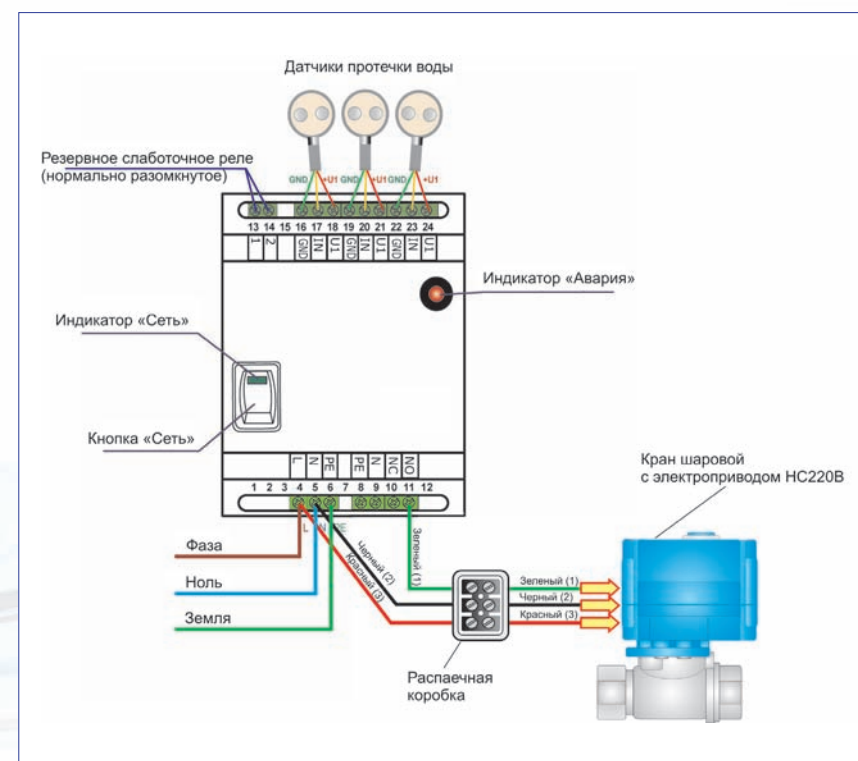 Датчики протечки воды
Резервное слаботочное реле
(нормально разомкнутое)
GND +U1 GND +U1 GND +U1
13 14 15 16 17 18 19 20 21 22 23 24
1 2 GND IN U1 GND IN U1 GND IN U1
Индикатор «Авария»
Индикатор «Сеть»
Кнопка «Сеть»
L N PE PE N NC NO
1 2 3 4 5 6 7 8 9 10 11 12
L N PE
Кран шаровой
с электроприводом НС220В
Фаза
Ноль
Земля
Черный (2)
Красный (3)
Зеленый (1)
Зеленый (1)
Черный (2)
Красный (3)
Распаечная
коробка